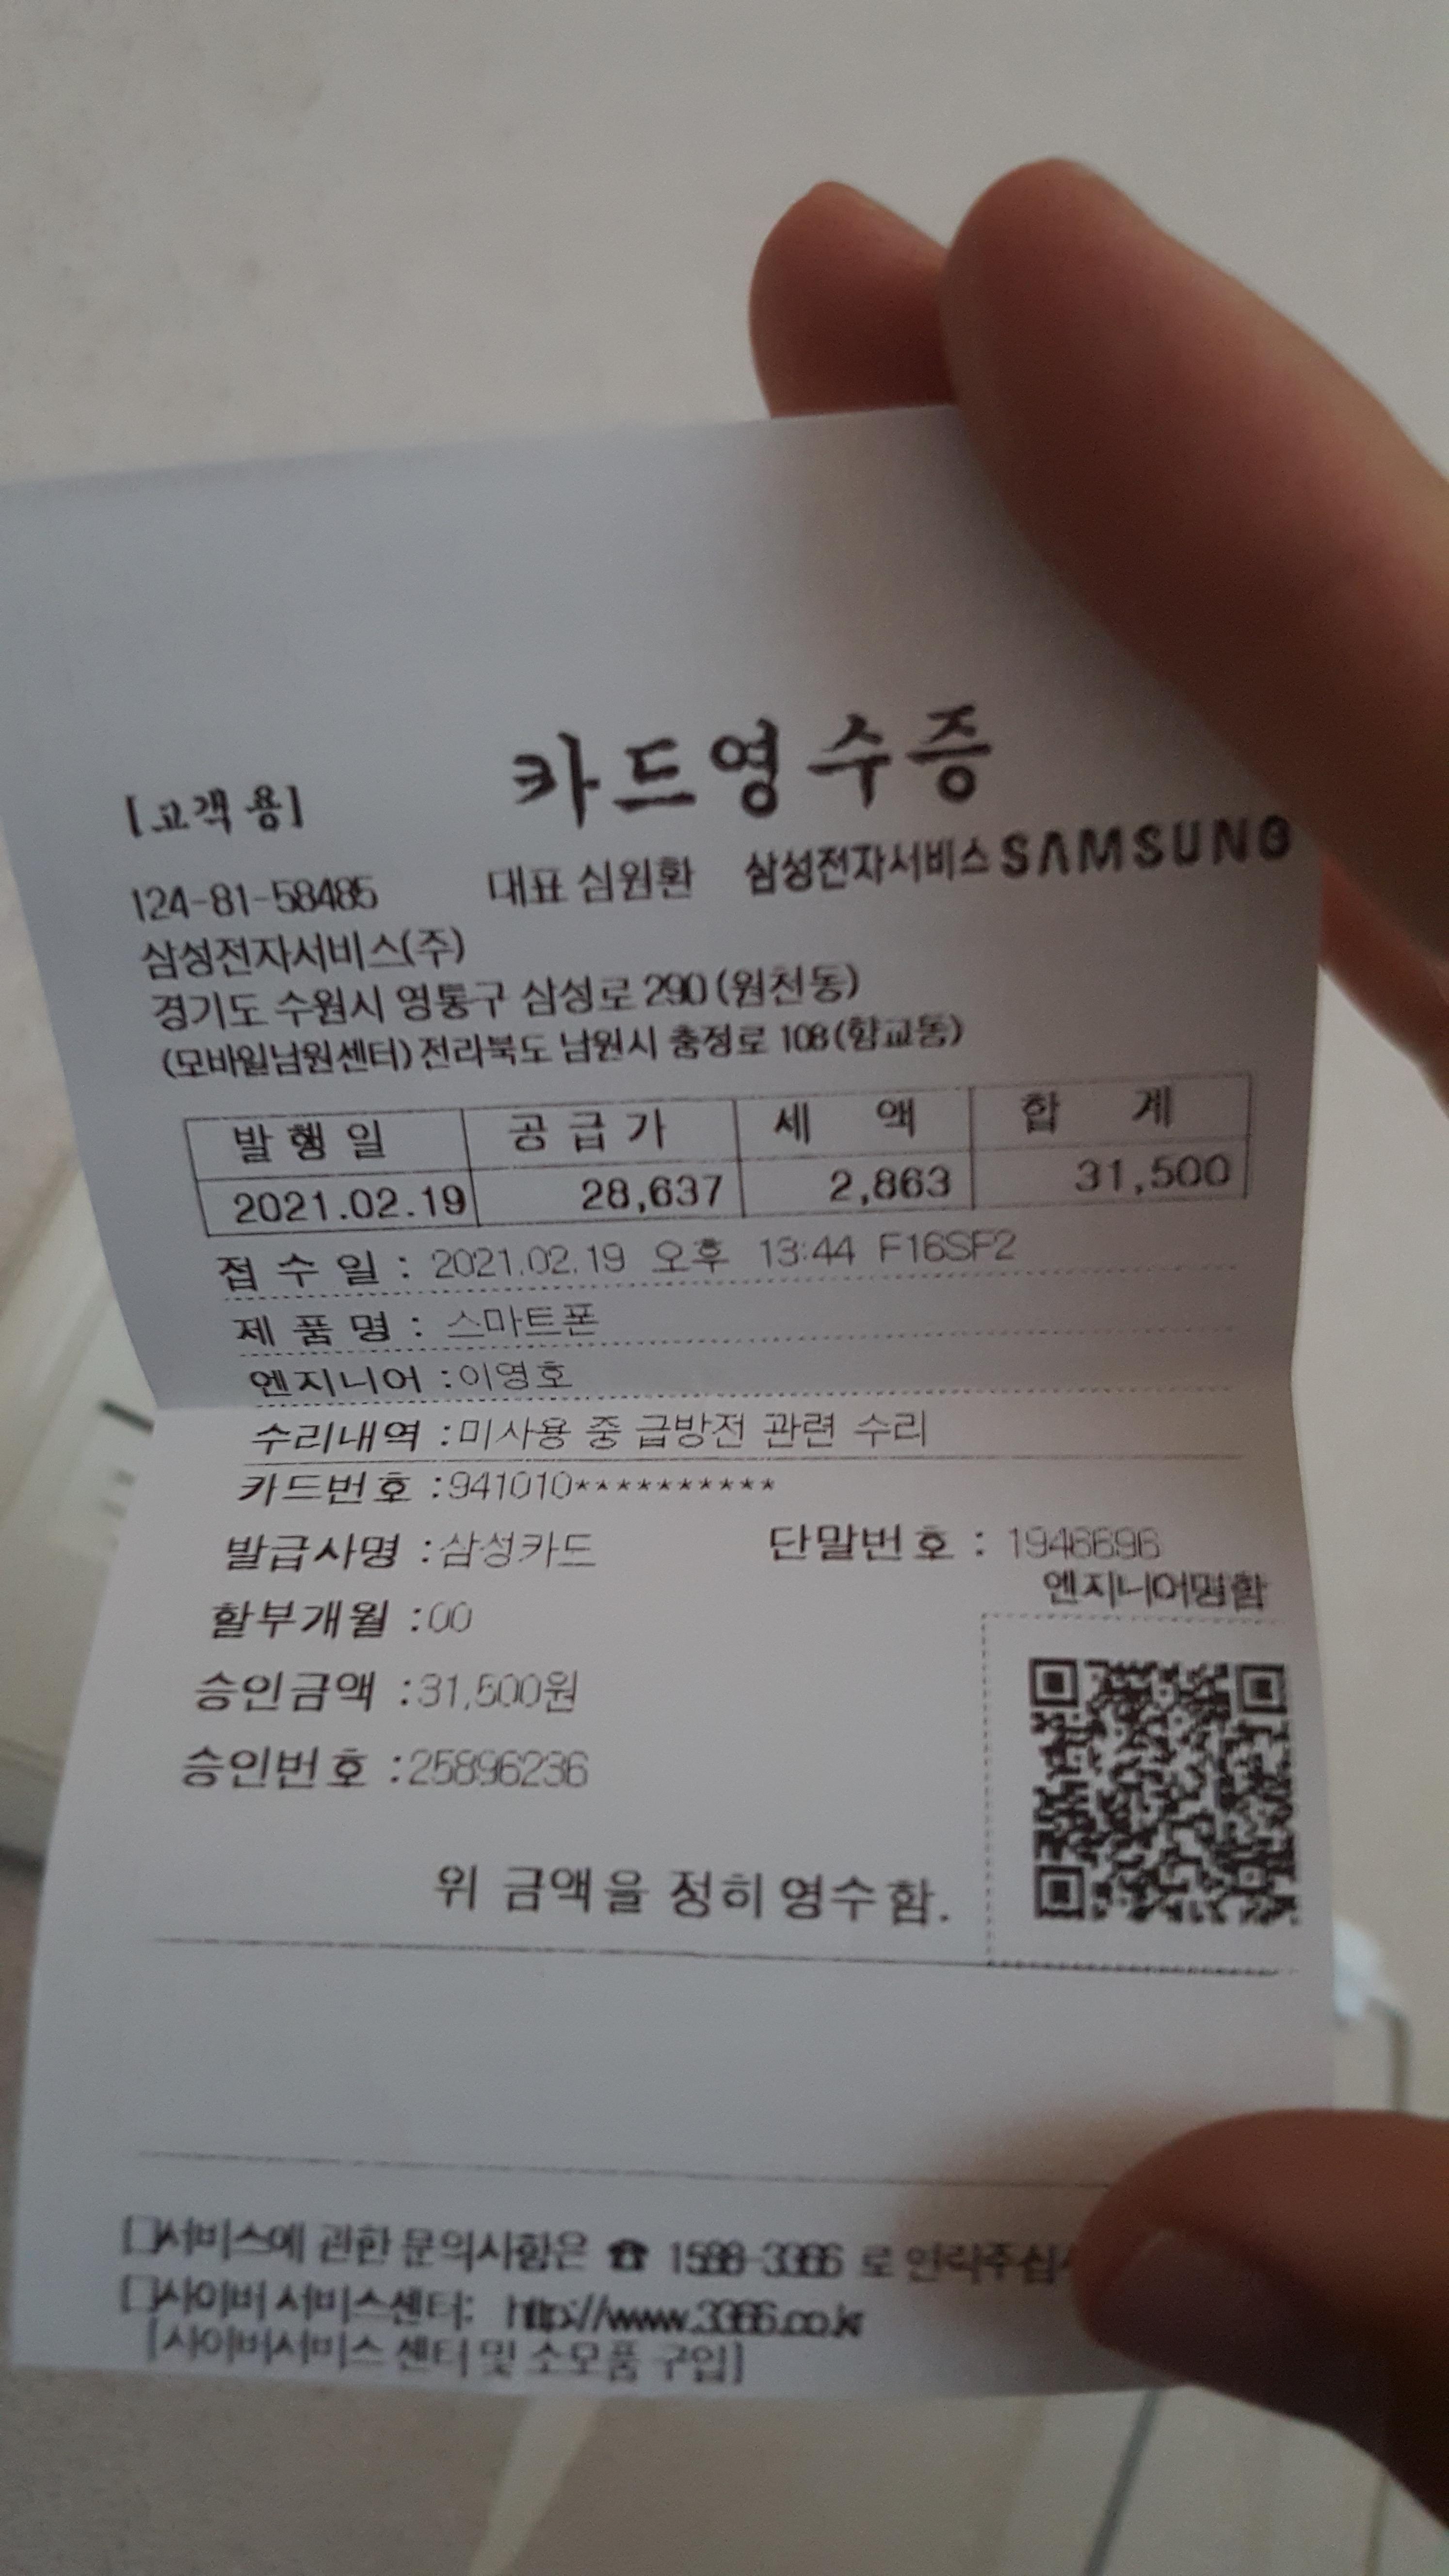 카드영수증
[고객용]
124-81-58485 대표 심원환 삼성전자서비스 SAMSUNG
삼성전자서비스(주)
경기도 수원시 영통구 삼성로 290 (원천동)
(모바일남원센터) 전라북도 남원시 충정로 108 (향교동)
발행일 공급가 세액 합계
2021.02.19 28,637 2,863 31,500
접수일 : 2021.02.19 오후 13:44 F16SF2
제품명 : 스마트폰
엔지니어 : 이영호
수리내역 : 미사용 중 급방전 관련 수리
카드번호 : 941010**********
발급사명 : 삼성카드 단말번호 : 1946696
엔지니어명함
할부개월 : 00
승인금액 : 31,500원
승인번호 : 25896236
위 금액을 정히 영수함.
□서비스에 관한 문의사항은 ☎ 1588-3366 로
□사이버 서비스센터: http://www.3366.co.kr
[사이버서비스 센터 및 소모품 구입]